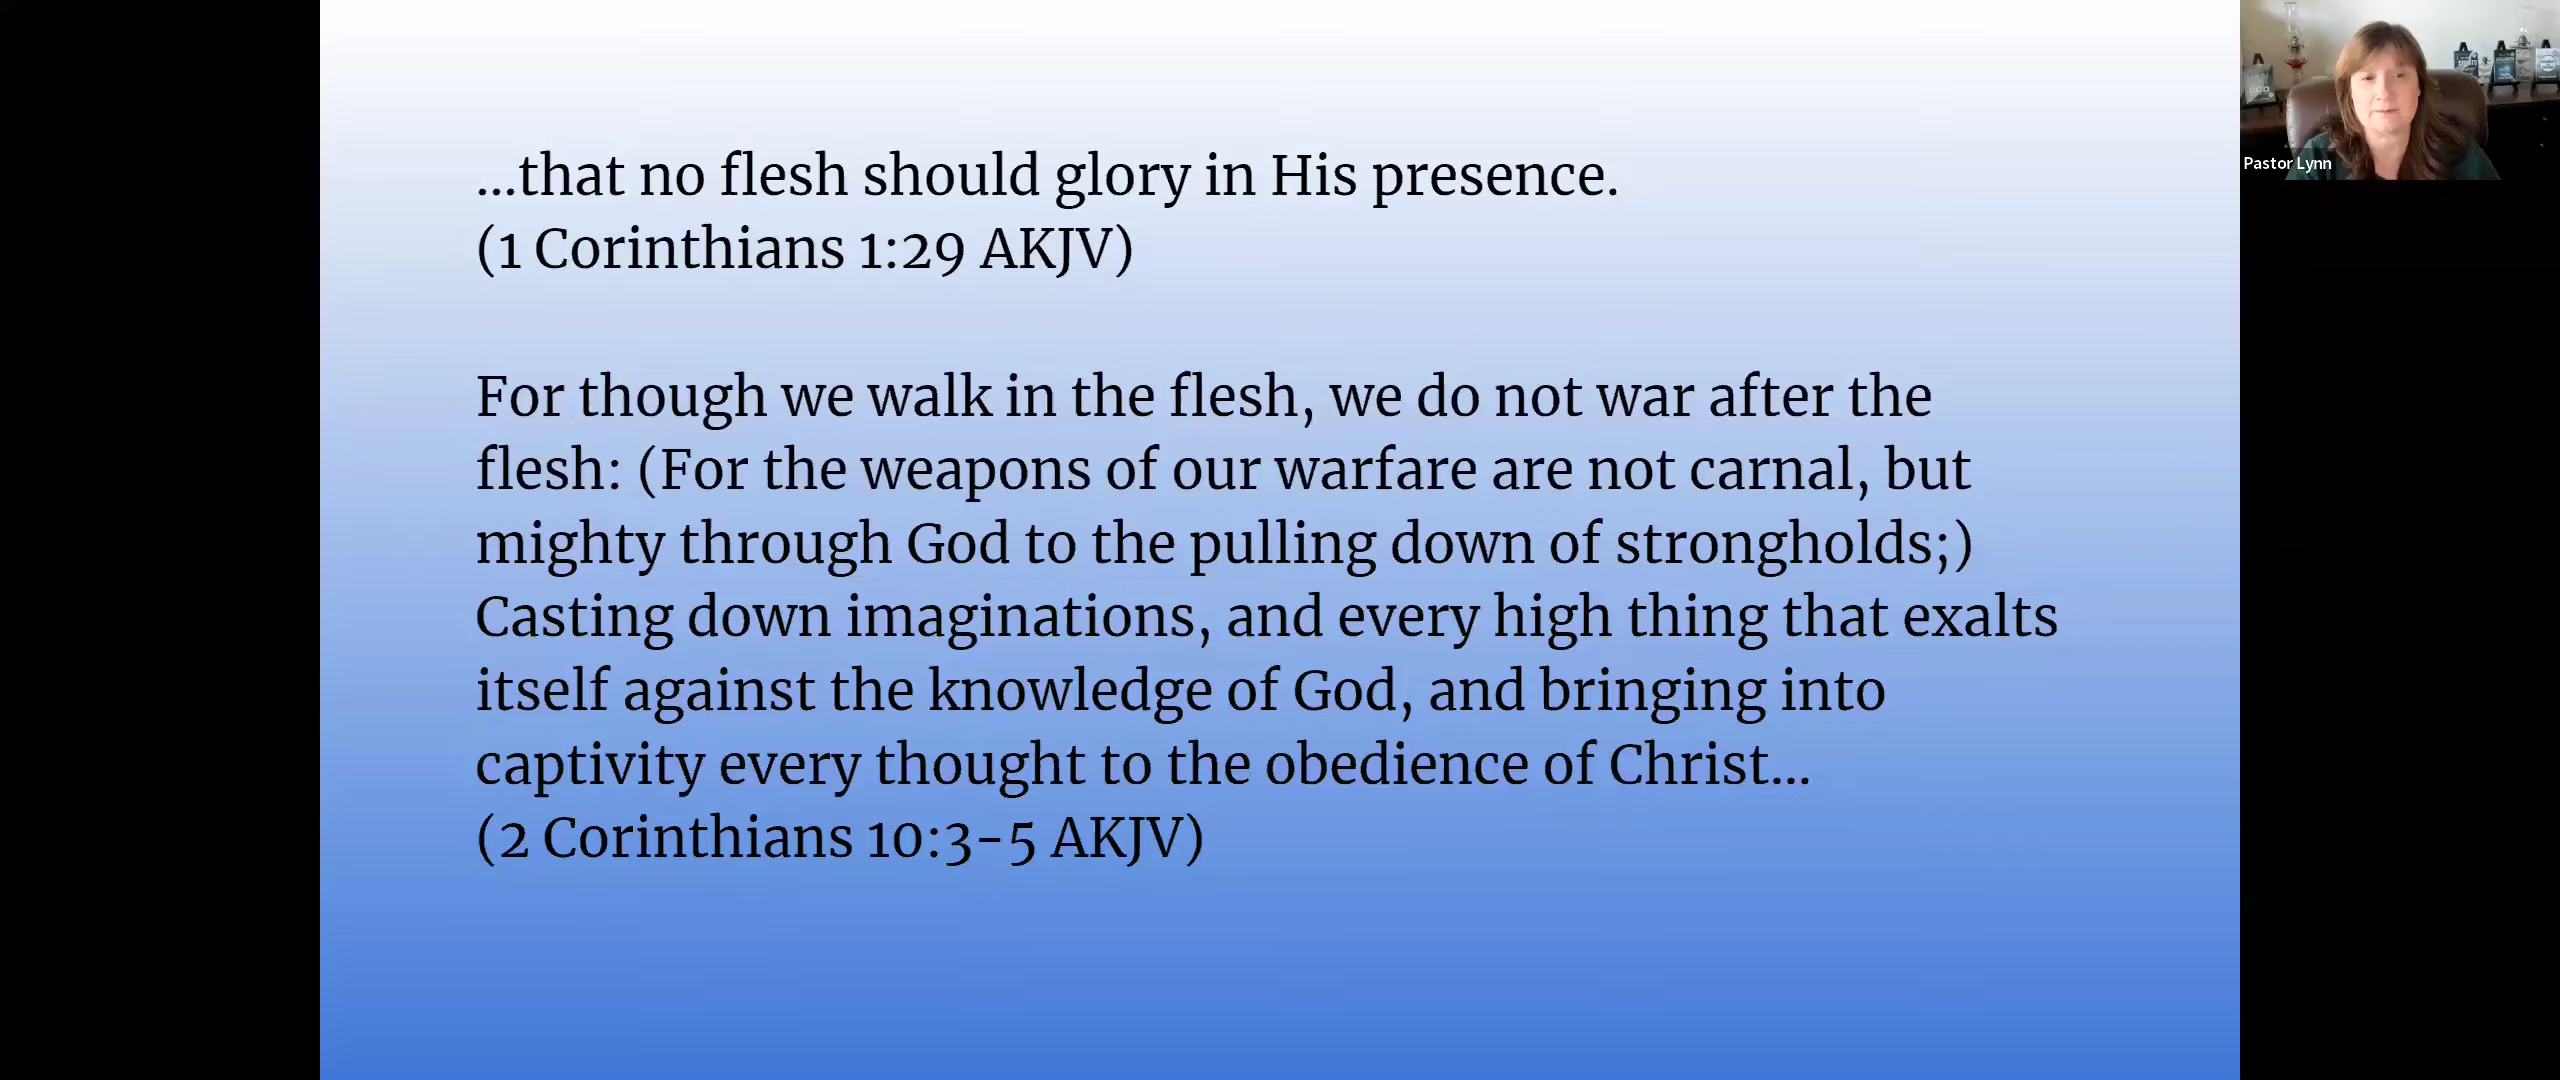 ...that no flesh should glory in His presence.
(1 Corinthians 1:29 AKJV)
For though we walk in the flesh, we do not war after the
flesh: (For the weapons of our warfare are not carnal, but
mighty through God to the pulling down of strongholds;)
Casting down imaginations, and every high thing that exalts
itself against the knowledge of God, and bringing into
captivity every thought to the obedience of Christ...
(2 Corinthians 10:3-5 AKJV)
Pastor Lynn